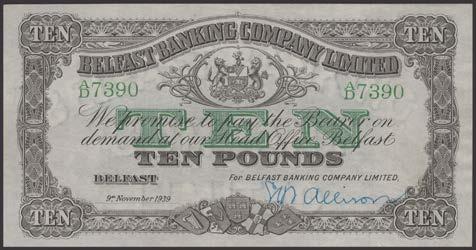 TEN TEN
BELFAST BANKING COMPANY LIMITED
A/D 7390 A/D 7390
We promise to pay the Bearer on
demand at our Head Office Belfast
TEN
TEN POUNDS
BELFAST For BELFAST BANKING COMPANY LIMITED,
9th November 1939
TEN TEN